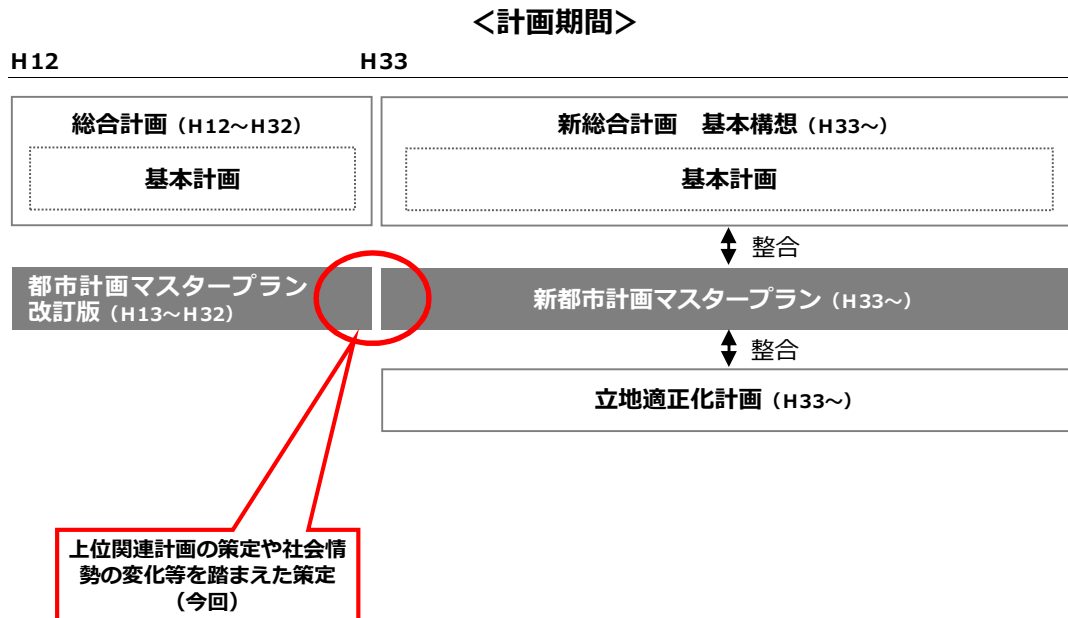 ＜計画期間＞
H12
H33
総合計画（H12～H32）
基本計画
新総合計画　基本構想（H33～）
基本計画
整合
都市計画マスタープラン
改訂版（H13～H32）
新都市計画マスタープラン（H33～）
整合
立地適正化計画（H33～）
上位関連計画の策定や社会情
勢の変化等を踏まえた策定
（今回）